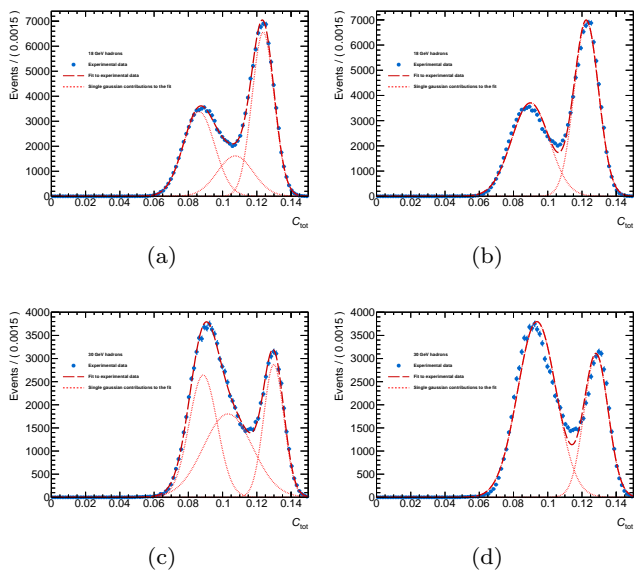 Events / ( 0.0015 )
7000
6000
5000
4000
3000
2000
1000
0
18 GeV hadrons
Experimental data
Fit to experimental data
Single gaussian contributions to the fit
0 0.02 0.04 0.06 0.08 0.1 0.12 0.14
C_tot
(a)
Events / ( 0.0015 )
7000
6000
5000
4000
3000
2000
1000
0
18 GeV hadrons
Experimental data
Fit to experimental data
Single gaussian contributions to the fit
0 0.02 0.04 0.06 0.08 0.1 0.12 0.14
C_tot
(b)
Events / ( 0.0015 )
4000
3500
3000
2500
2000
1500
1000
500
0
30 GeV hadrons
Experimental data
Fit to experimental data
Single gaussian contributions to the fit
0 0.02 0.04 0.06 0.08 0.1 0.12 0.14
C_tot
(c)
Events / ( 0.0015 )
4000
3500
3000
2500
2000
1500
1000
500
0
30 GeV hadrons
Experimental data
Fit to experimental data
Single gaussian contributions to the fit
0 0.02 0.04 0.06 0.08 0.1 0.12 0.14
C_tot
(d)